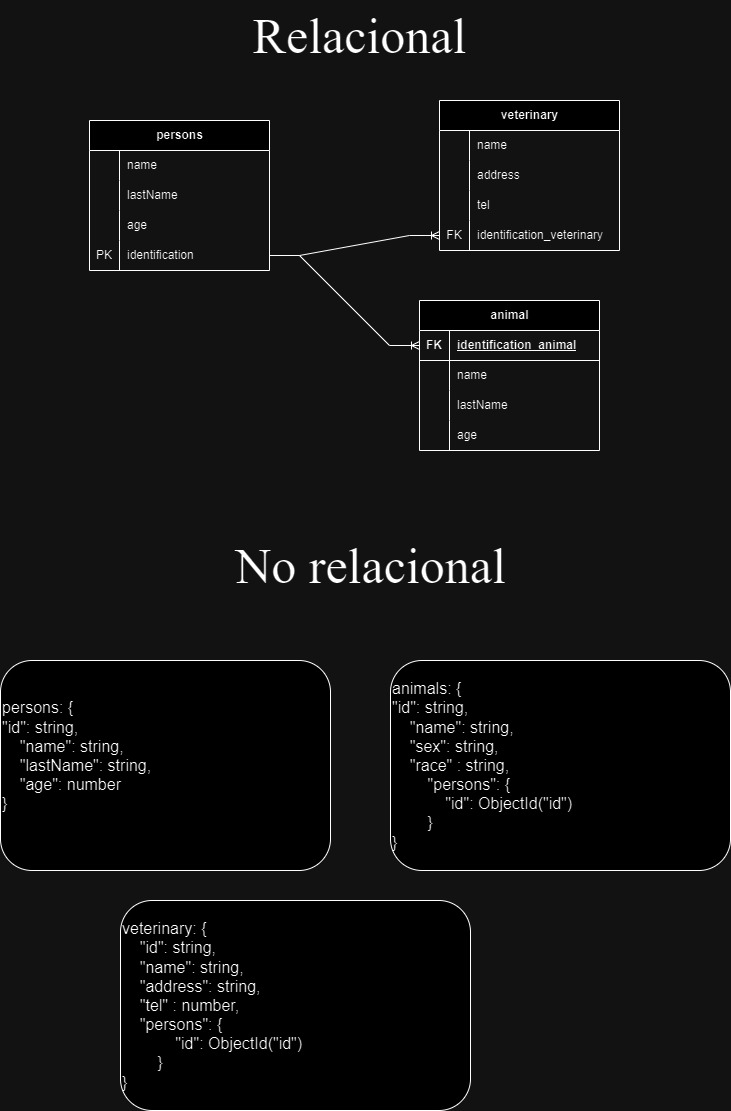 Relacional
persons
name
lastName
age
PK identification
veterinary
name
address
tel
FK identification_veterinary
animal
FK identification_animal
name
lastName
age
No relacional
persons: {
"id": string,
"name": string,
"lastName": string,
"age": number
}
animals: {
"id": string,
"name": string,
"sex": string,
"race" : string,
"persons": {
"id": ObjectId("id")
}
}
veterinary: {
"id": string,
"name": string,
"address": string,
"tel" : number,
"persons": {
"id": ObjectId("id")
}
}